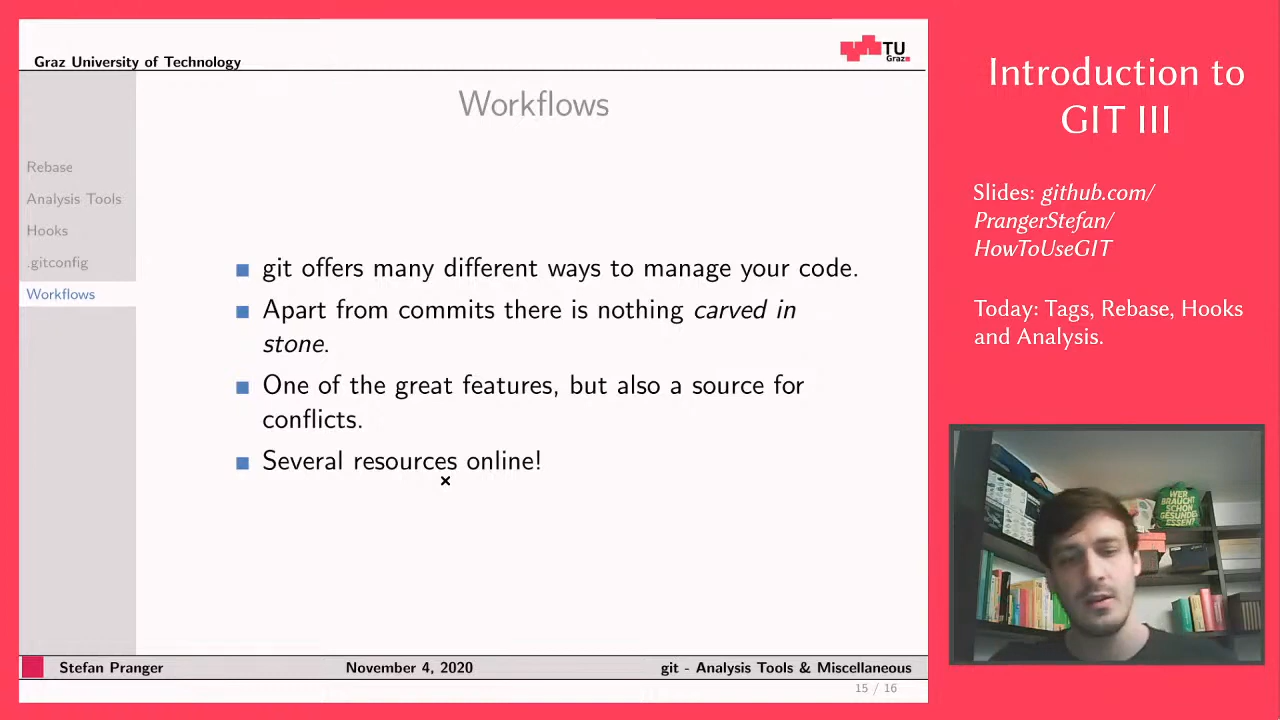 Graz University of Technology
TU
Graz
Workflows
Rebase
Analysis Tools
Hooks
.gitconfig
Workflows
git offers many different ways to manage your code.
Apart from commits there is nothing carved in
stone.
One of the great features, but also a source for
conflicts.
Several resources online!
Stefan Pranger
November 4, 2020
git - Analysis Tools & Miscellaneous
15 / 16
Introduction to
GIT III
Slides: github.com/
PrangerStefan/
HowToUseGIT
Today: Tags, Rebase, Hooks
and Analysis.
WER
BRAUCHT
SCHON
GESUNDES
ESSEN?